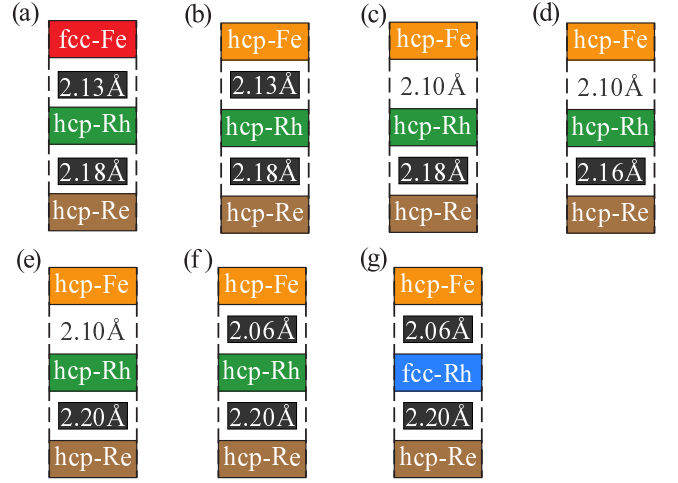 (a)
fcc-Fe
2.13Å
hcp-Rh
2.18Å
hcp-Re
(b)
hcp-Fe
2.13Å
hcp-Rh
2.18Å
hcp-Re
(c)
hcp-Fe
2.10Å
hcp-Rh
2.18Å
hcp-Re
(d)
hcp-Fe
2.10Å
hcp-Rh
2.16Å
hcp-Re
(e)
hcp-Fe
2.10Å
hcp-Rh
2.20Å
hcp-Re
(f)
hcp-Fe
2.06Å
hcp-Rh
2.20Å
hcp-Re
(g)
hcp-Fe
2.06Å
fcc-Rh
2.20Å
hcp-Re